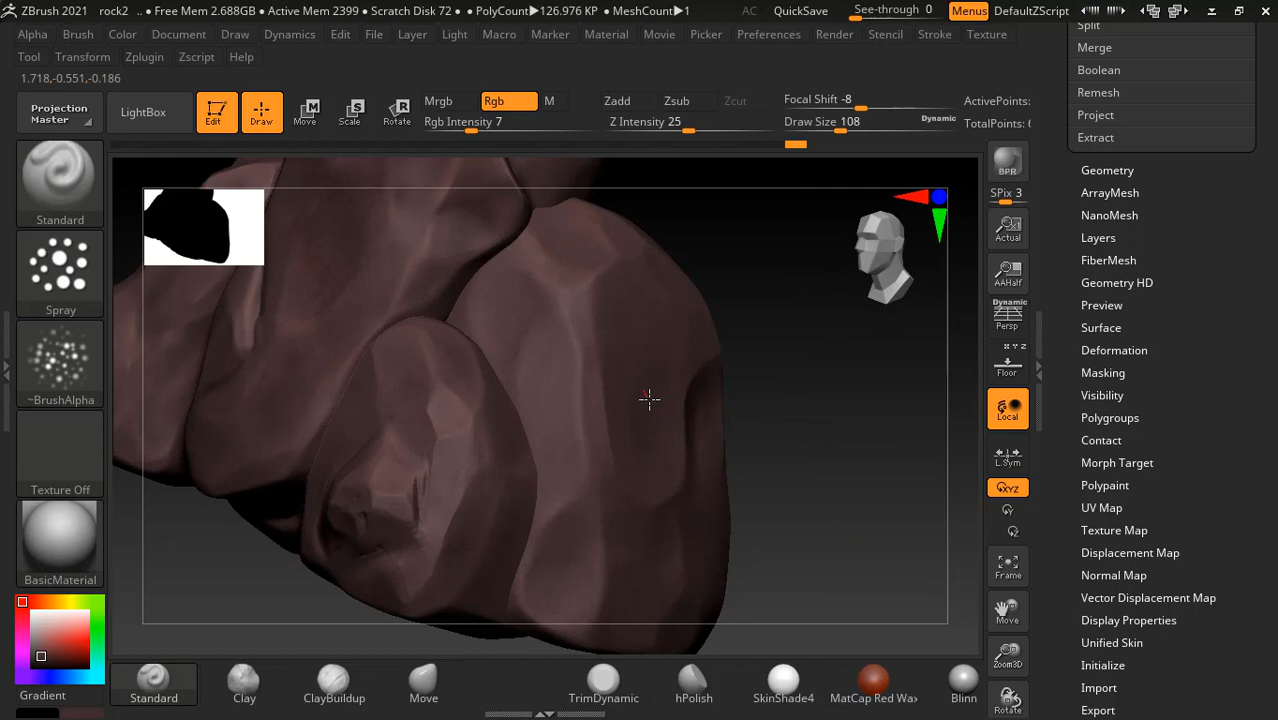 ZBrush 2021 rock2 • Free Mem 2.688GB • Active Mem 2399 • Scratch Disk 72 • PolyCount▶126.976 KP • MeshCount▶1 AC QuickSave See-through 0 Menus DefaultZScript
Alpha Brush Color Document Draw Dynamics Edit File Layer Light Macro Marker Material Movie Picker Preferences Render Stencil Stroke Texture
Tool Transform Zplugin Zscript Help
1.718,-0.551,-0.186
Projection Master
LightBox
Edit
Draw
Move
Scale
Rotate
Mrgb Rgb M
Rgb Intensity 7
Zadd Zsub Zcut
Z Intensity 25
Focal Shift -8
Draw Size 108
Dynamic
ActivePoints:
TotalPoints: 6
Standard
Spray
~BrushAlpha
Texture Off
BasicMaterial
Gradient
BPR
SPix 3
Actual
AAHalf
Dynamic
Persp
X Y Z
Floor
Local
L.Sym
XYZ
Y
Z
Frame
Move
Zoom3D
Rotate
Split
Merge
Boolean
Remesh
Project
Extract
Geometry
ArrayMesh
NanoMesh
Layers
FiberMesh
Geometry HD
Preview
Surface
Deformation
Masking
Visibility
Polygroups
Contact
Morph Target
Polypaint
UV Map
Texture Map
Displacement Map
Normal Map
Vector Displacement Map
Display Properties
Unified Skin
Initialize
Import
Export
Standard Clay ClayBuildup Move TrimDynamic hPolish SkinShade4 MatCap Red Wax Blinn